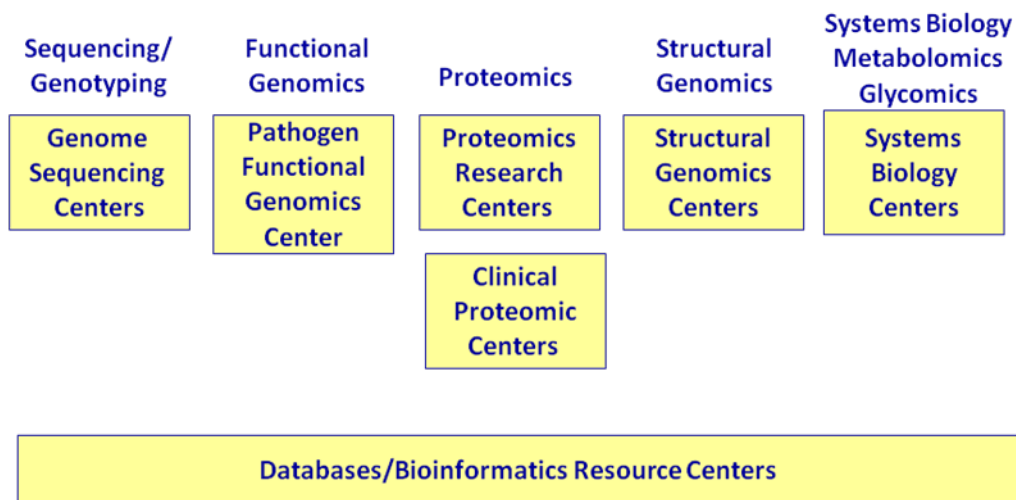 Sequencing/
Genotyping
Functional
Genomics
Proteomics
Structural
Genomics
Systems Biology
Metabolomics
Glycomics
Genome
Sequencing
Centers
Pathogen
Functional
Genomics
Center
Proteomics
Research
Centers
Structural
Genomics
Centers
Systems
Biology
Centers
Clinical
Proteomic
Centers
Databases/Bioinformatics Resource Centers